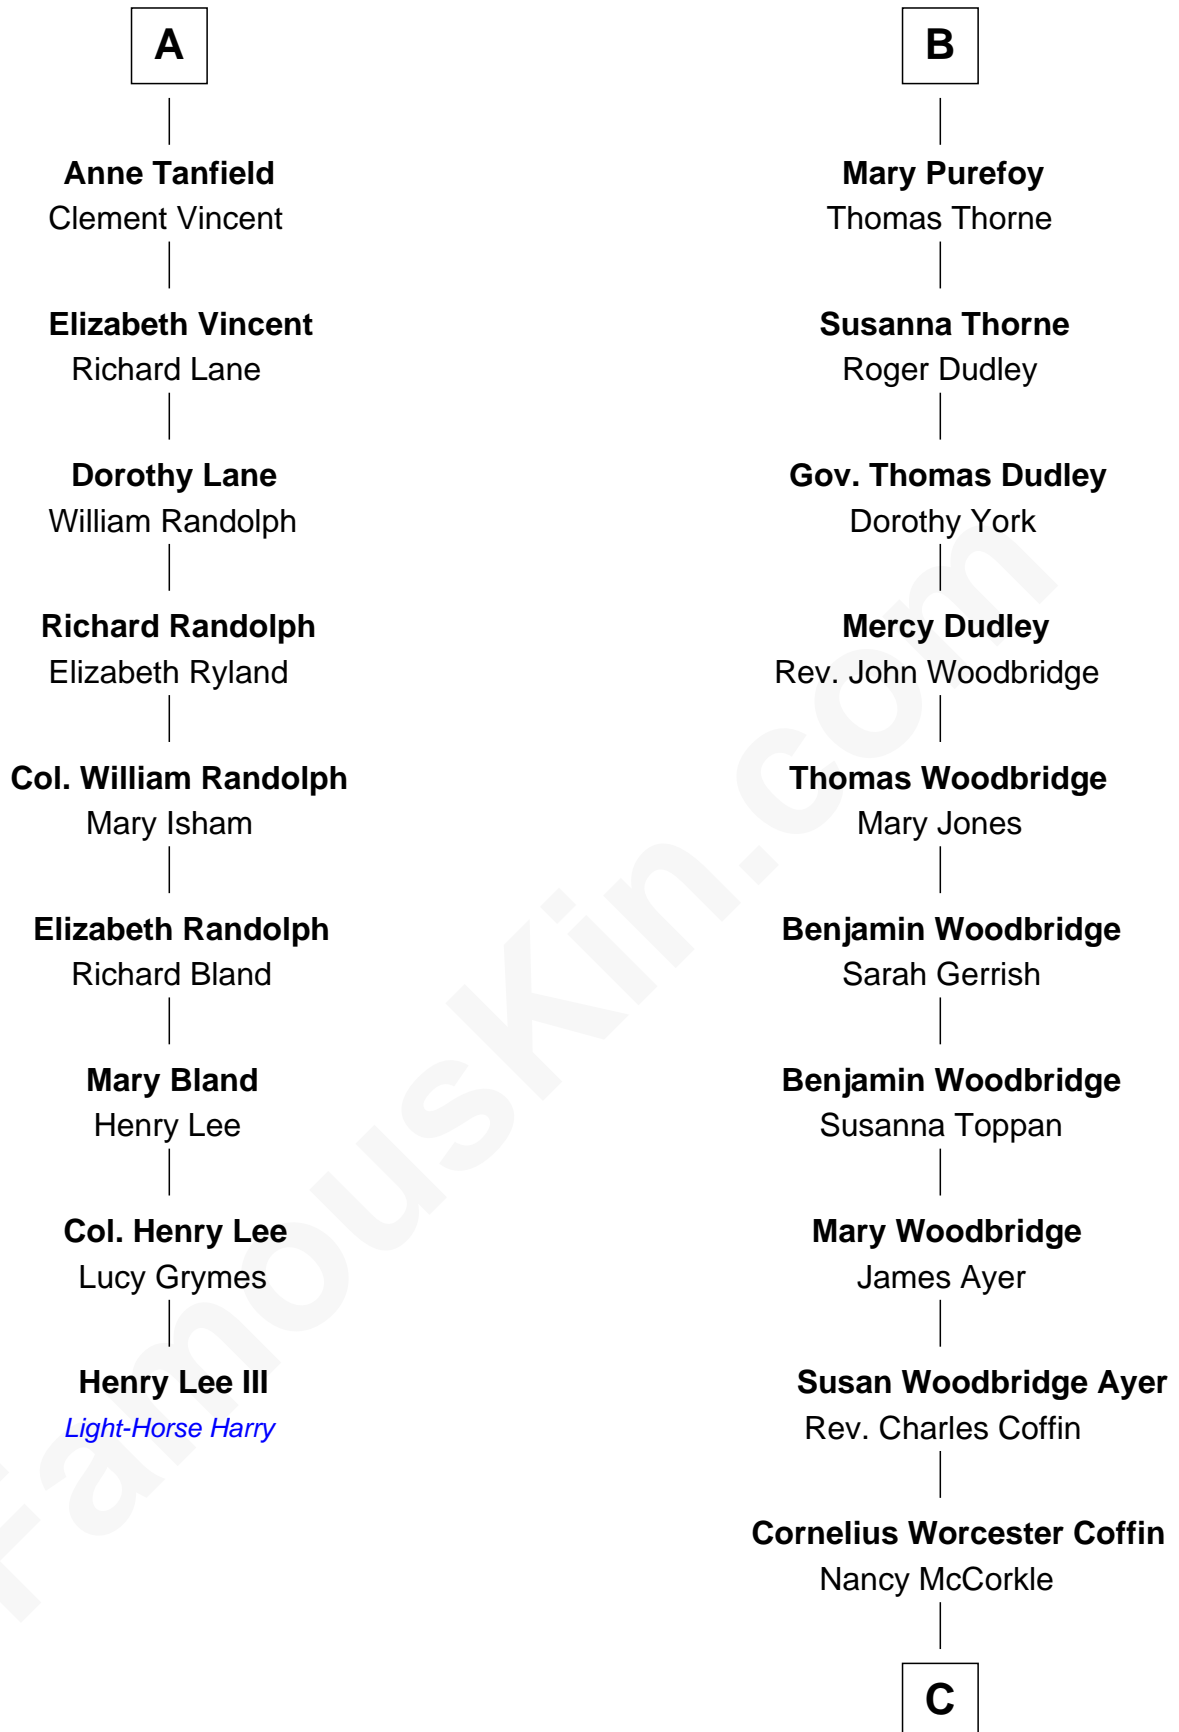 A
Anne Tanfield
Clement Vincent
Elizabeth Vincent
Richard Lane
Dorothy Lane
William Randolph
Richard Randolph
Elizabeth Ryland
Col. William Randolph
Mary Isham
Elizabeth Randolph
Richard Bland
Mary Bland
Henry Lee
Col. Henry Lee
Lucy Grymes
Henry Lee III
Light-Horse Harry
B
Mary Purefoy
Thomas Thorne
Susanna Thorne
Roger Dudley
Gov. Thomas Dudley
Dorothy York
Mercy Dudley
Rev. John Woodbridge
Thomas Woodbridge
Mary Jones
Benjamin Woodbridge
Sarah Gerrish
Benjamin Woodbridge
Susanna Toppan
Mary Woodbridge
James Ayer
Susan Woodbridge Ayer
Rev. Charles Coffin
Cornelius Worcester Coffin
Nancy McCorkle
C
FamousKin.com